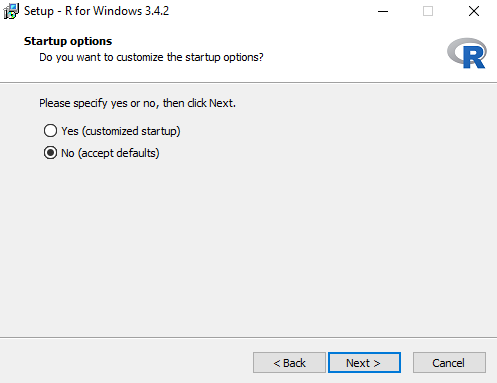 Setup - R for Windows 3.4.2
Startup options
Do you want to customize the startup options?
R
Please specify yes or no, then click Next.
Yes (customized startup)
No (accept defaults)
< Back
Next >
Cancel